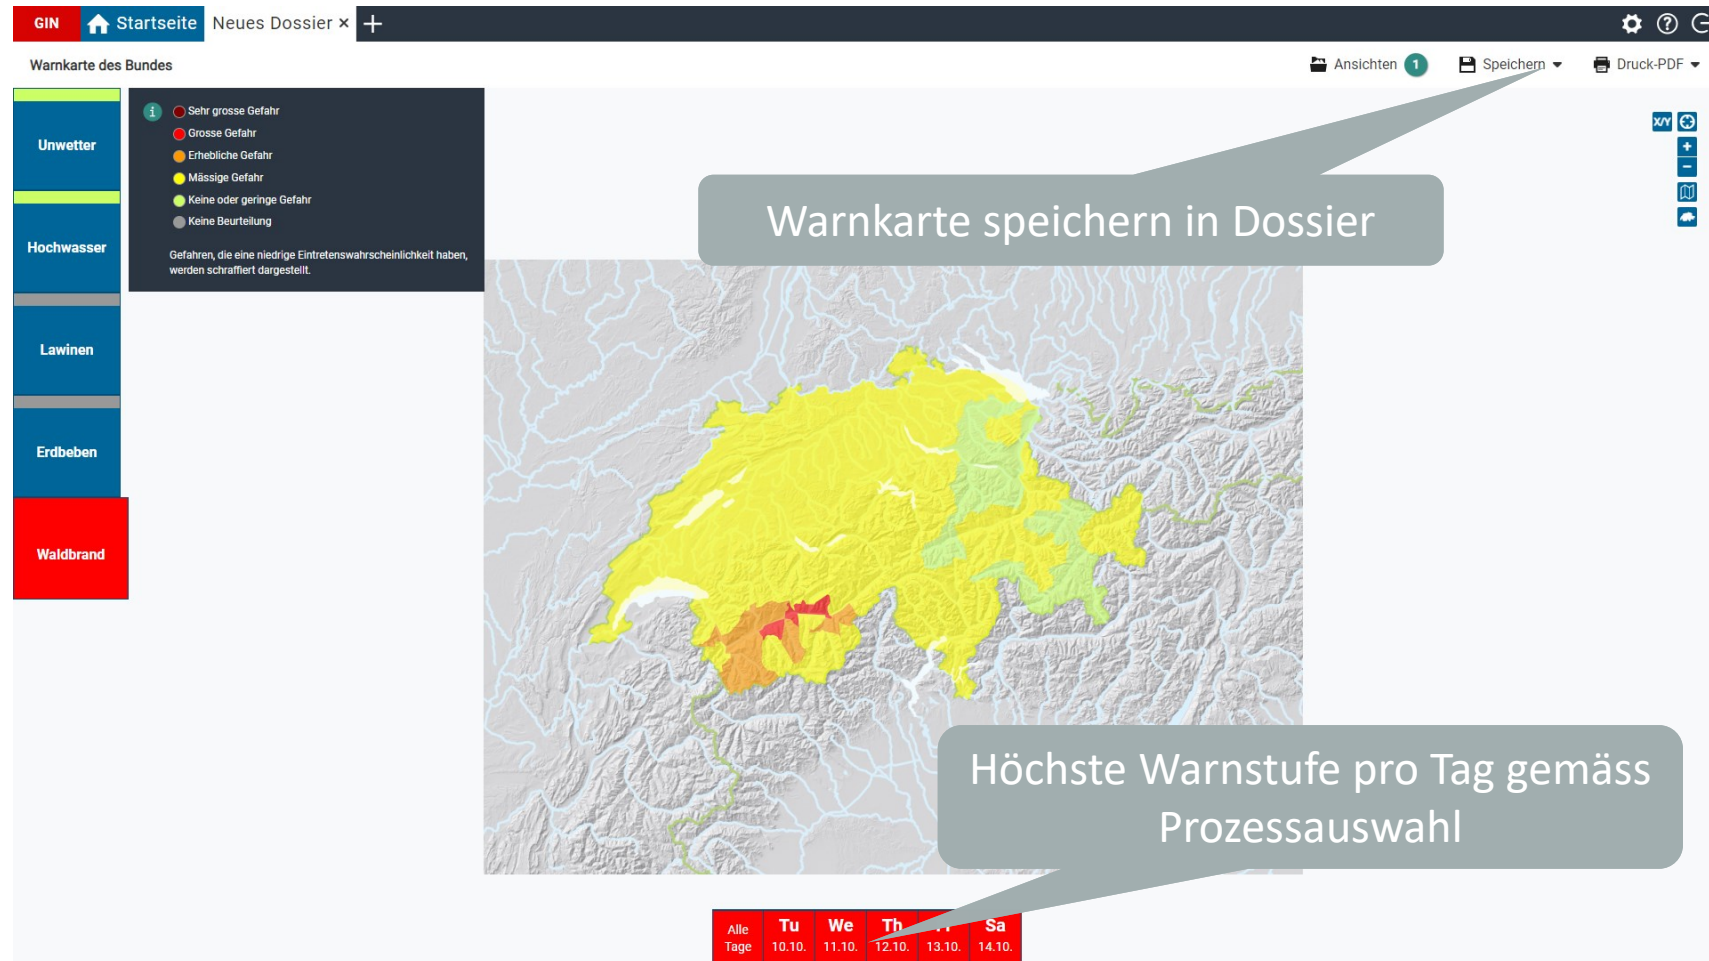 GIN Startseite Neues Dossier × +
Warnkarte des Bundes Ansichten 1 Speichern Druck-PDF
Unwetter
Hochwasser
Lawinen
Erdbeben
Waldbrand
i Sehr grosse Gefahr
Grosse Gefahr
Erhebliche Gefahr
Mässige Gefahr
Keine oder geringe Gefahr
Keine Beurteilung
Gefahren, die eine niedrige Eintretenswahrscheinlichkeit haben,
werden schraffiert dargestellt.
X/Y
+
−
Warnkarte speichern in Dossier
Höchste Warnstufe pro Tag gemäss
Prozessauswahl
Alle Tu We Th Sa
Tage 10.10. 11.10. 12.10. 13.10. 14.10.